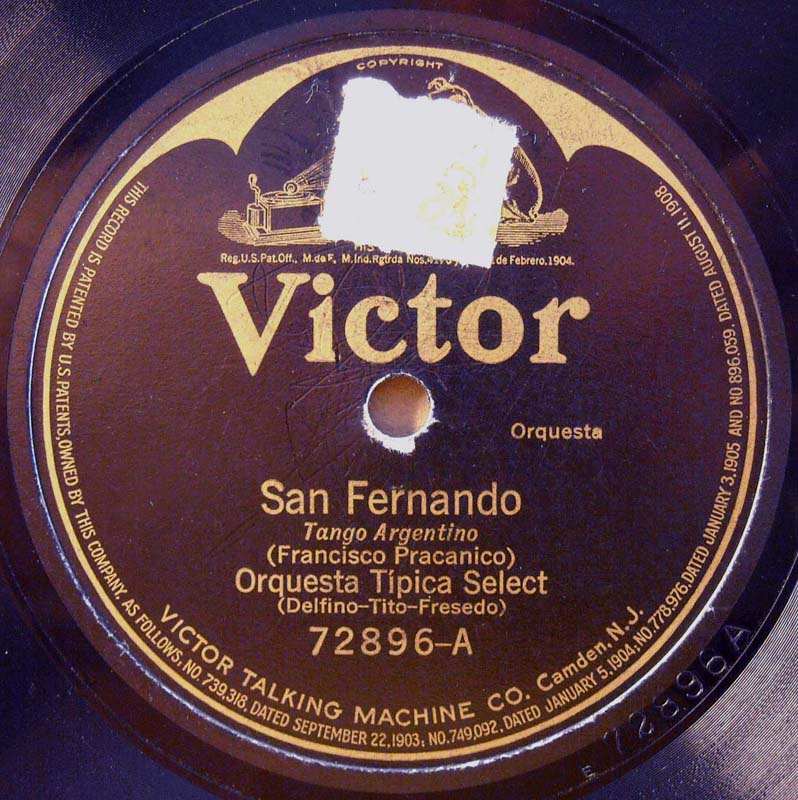 COPYRIGHT
Reg.U.S.Pat.Off., M.deF, M.Ind.Rgtrda Nos. de Febrero.1904.
Victor
Orquesta
San Fernando
Tango Argentino
(Francisco Pracanico)
Orquesta Típica Select
(Delfino-Tito-Fresedo)
72896-A
VICTOR TALKING MACHINE CO. Camden, N.J.
THIS RECORD IS PATENTED BY U.S. PATENTS, OWNED BY THIS COMPANY, AS FOLLOWS, NO. 739,318, DATED SEPTEMBER 22, 1903; NO. 749,092, DATED JANUARY 5, 1904; NO. 778,976, DATED JANUARY 3, 1905 AND NO 896,059, DATED AUGUST 11, 1908
E 72896A